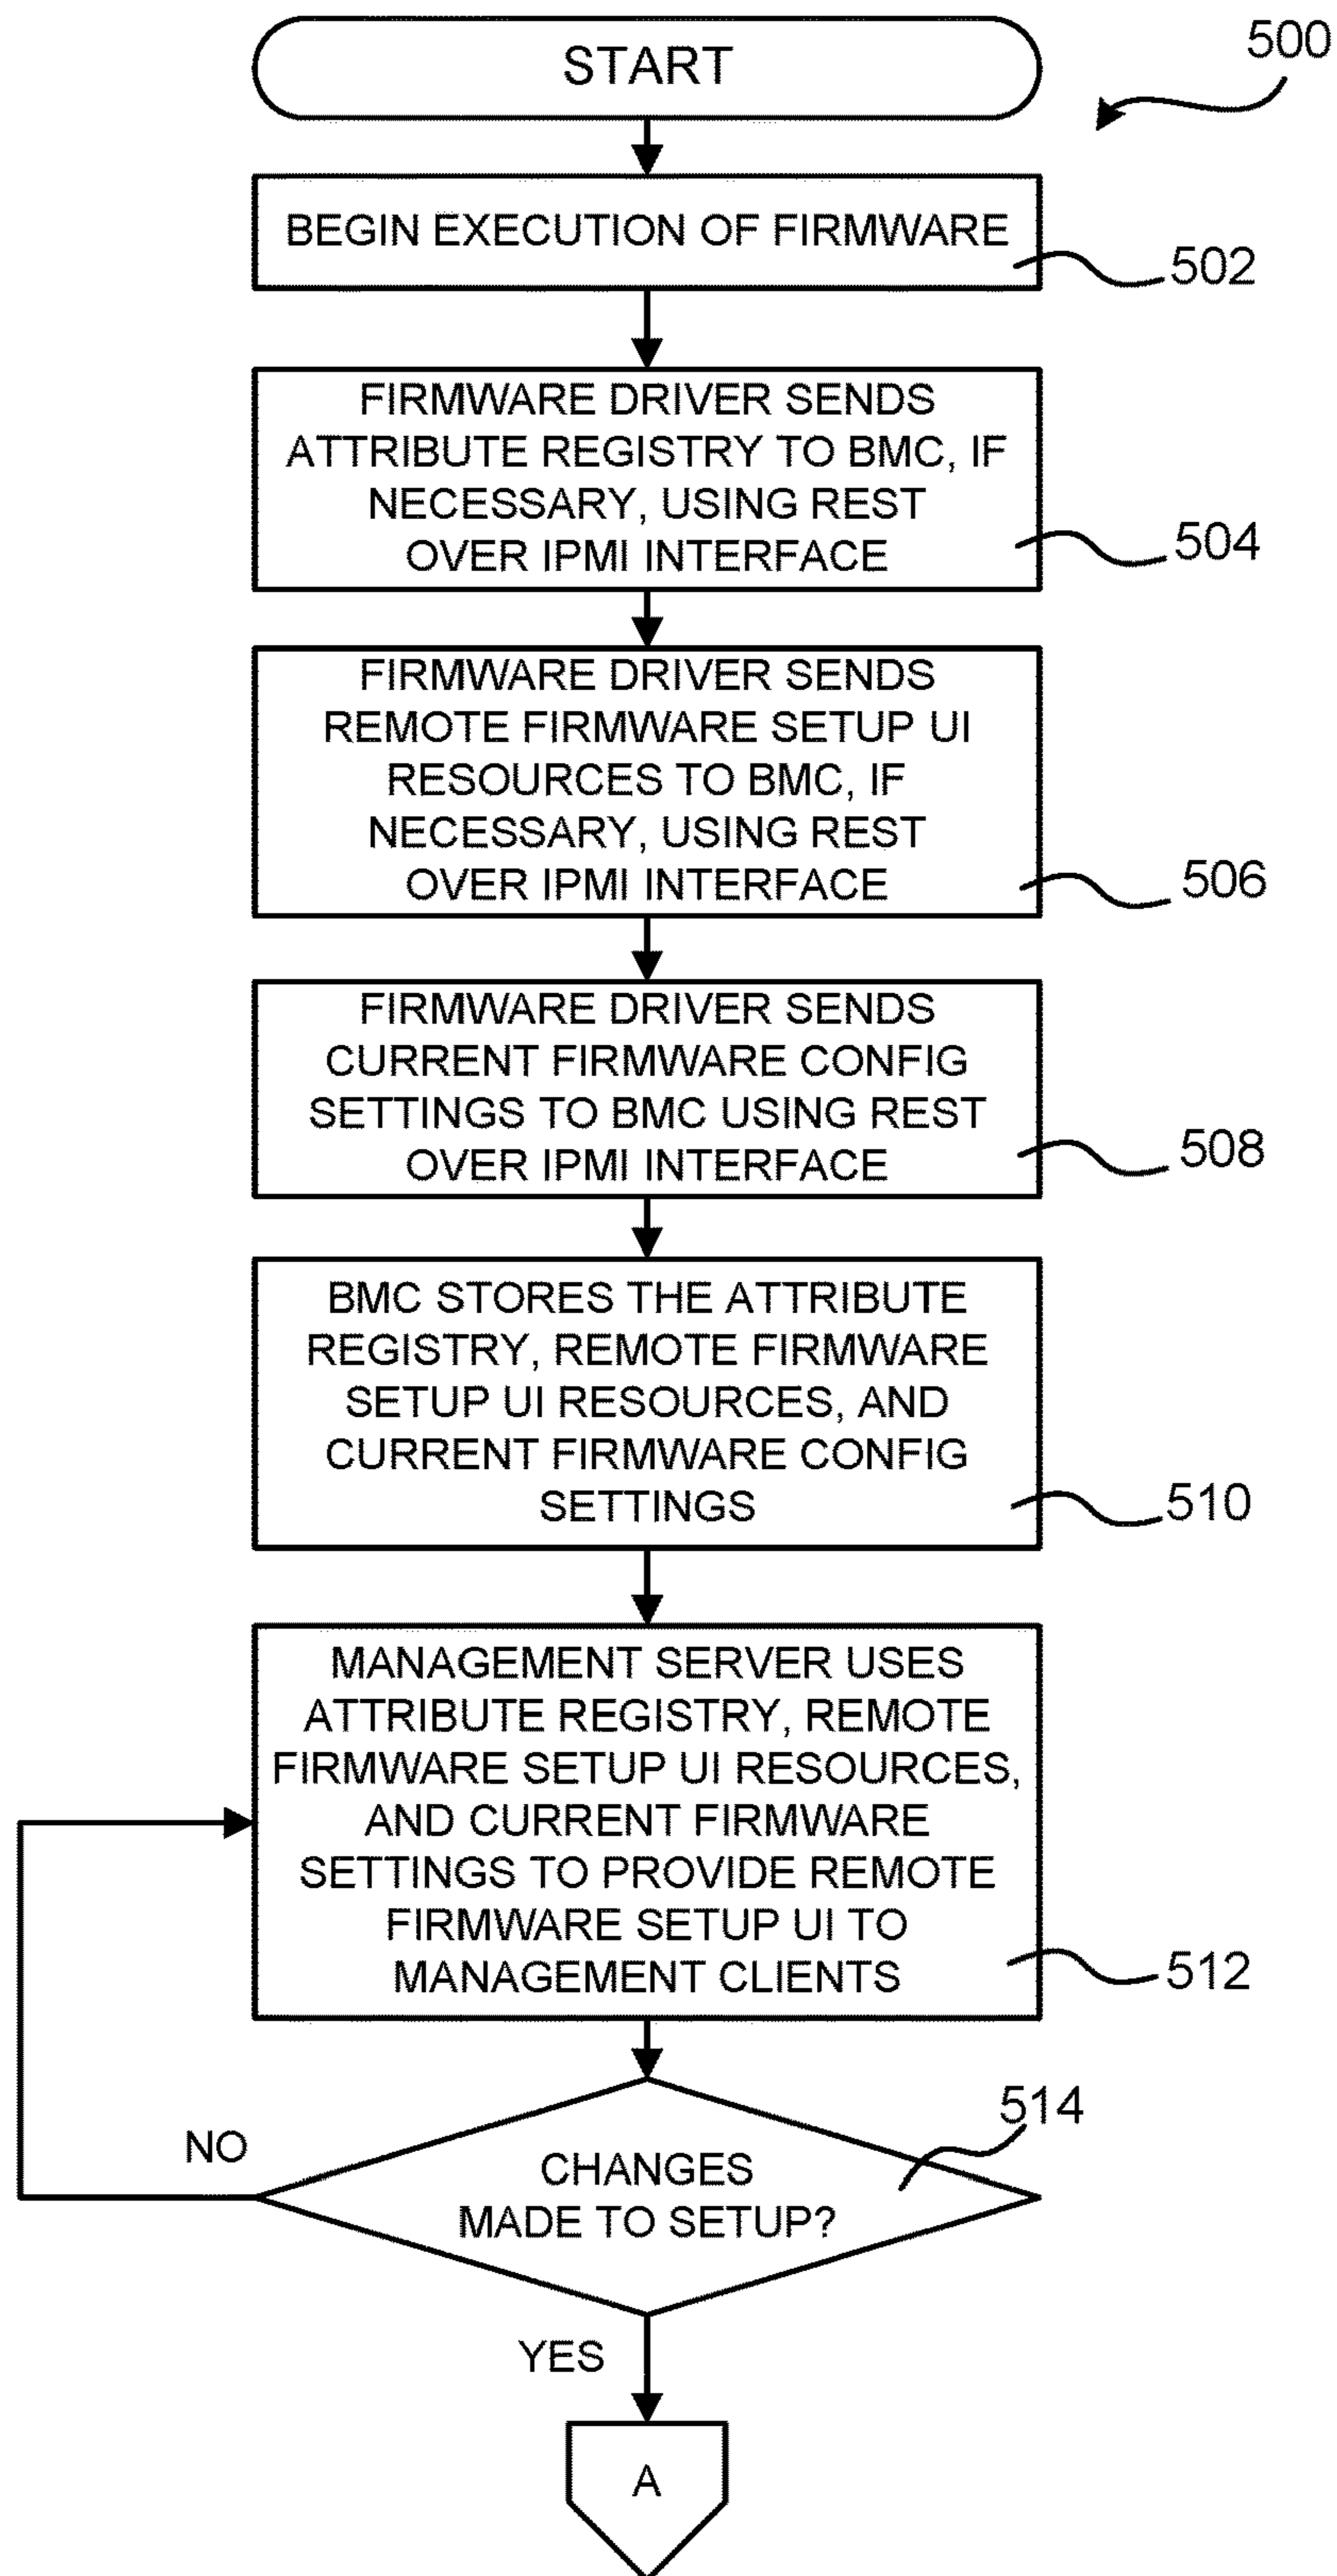 START
500
BEGIN EXECUTION OF FIRMWARE
502
FIRMWARE DRIVER SENDS
ATTRIBUTE REGISTRY TO BMC, IF
NECESSARY, USING REST
OVER IPMI INTERFACE
504
FIRMWARE DRIVER SENDS
REMOTE FIRMWARE SETUP UI
RESOURCES TO BMC, IF
NECESSARY, USING REST
OVER IPMI INTERFACE
506
FIRMWARE DRIVER SENDS
CURRENT FIRMWARE CONFIG
SETTINGS TO BMC USING REST
OVER IPMI INTERFACE
508
BMC STORES THE ATTRIBUTE
REGISTRY, REMOTE FIRMWARE
SETUP UI RESOURCES, AND
CURRENT FIRMWARE CONFIG
SETTINGS
510
MANAGEMENT SERVER USES
ATTRIBUTE REGISTRY, REMOTE
FIRMWARE SETUP UI RESOURCES,
AND CURRENT FIRMWARE
SETTINGS TO PROVIDE REMOTE
FIRMWARE SETUP UI TO
MANAGEMENT CLIENTS
512
514
NO
CHANGES
MADE TO SETUP?
YES
A